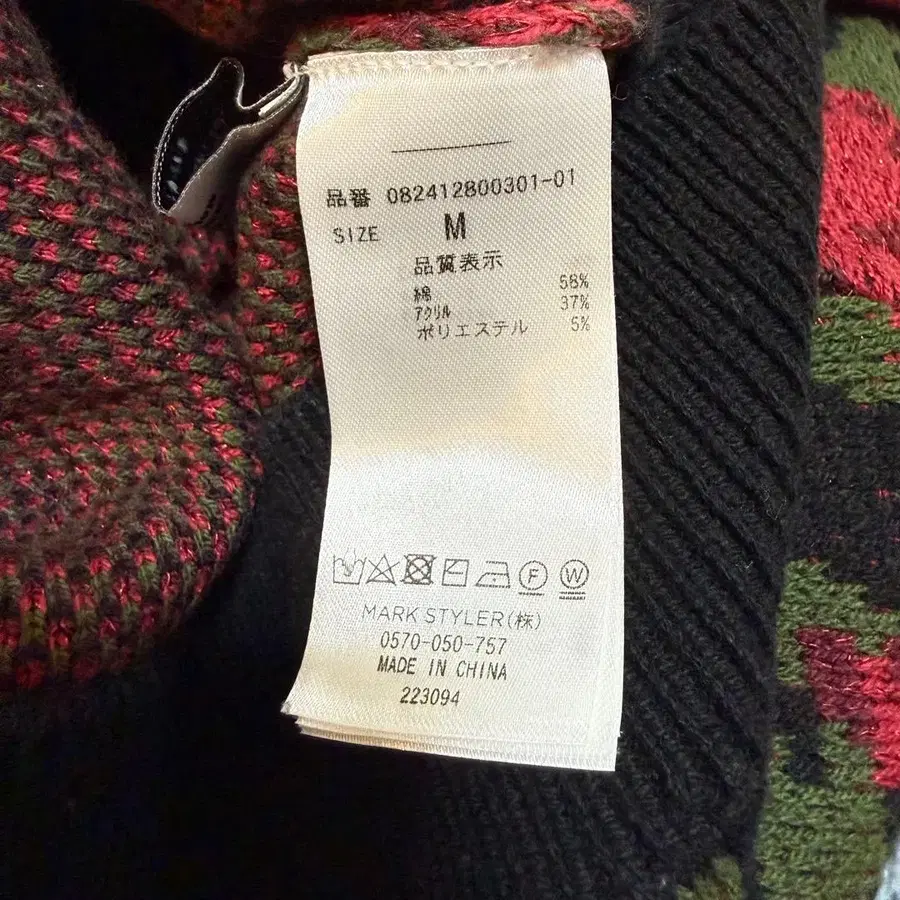 品番 082412800301-01
SIZE M
品質表示
綿 58%
アクリル 37%
ポリエステル 5%
F W
MARK STYLER(株)
0570-050-757
MADE IN CHINA
223094